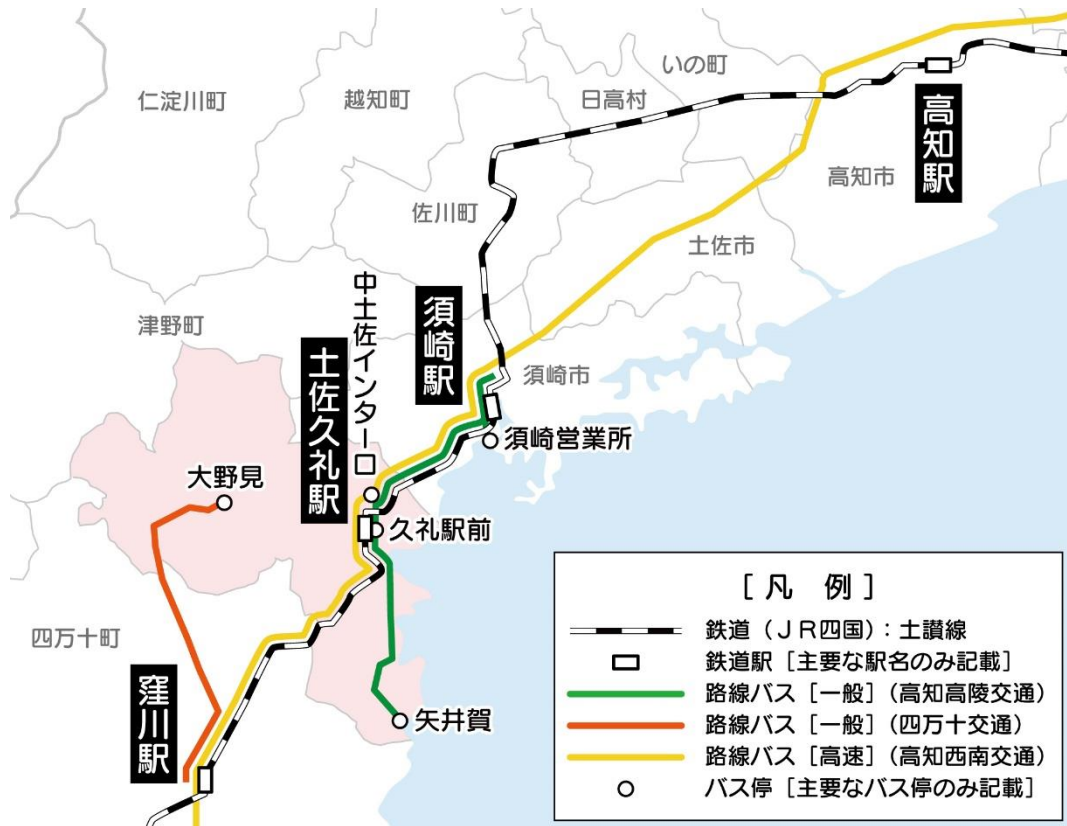 いの町
仁淀川町
越知町
日高村
高知駅
高知市
佐川町
土佐市
中土佐インター
須崎駅
津野町
土佐久礼駅
須崎市
須崎営業所
大野見
久礼駅前
四万十町
窪川駅
矢井賀
［凡 例］
鉄道（ＪＲ四国）：土讃線
鉄道駅［主要な駅名のみ記載］
路線バス［一般］（高知高陵交通）
路線バス［一般］（四万十交通）
路線バス［高速］（高知西南交通）
バス停［主要なバス停のみ記載］